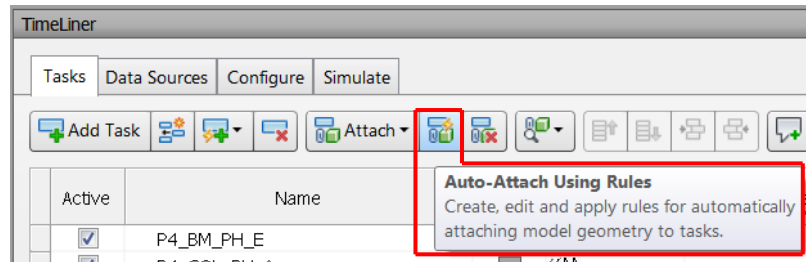 TimeLiner
Tasks Data Sources Configure Simulate
Add Task Attach
Active Name
Auto-Attach Using Rules
Create, edit and apply rules for automatically
attaching model geometry to tasks.
P4_BM_PH_E